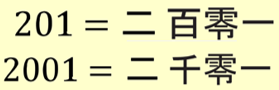 201 = 二 百零一
2001 = 二 千零一